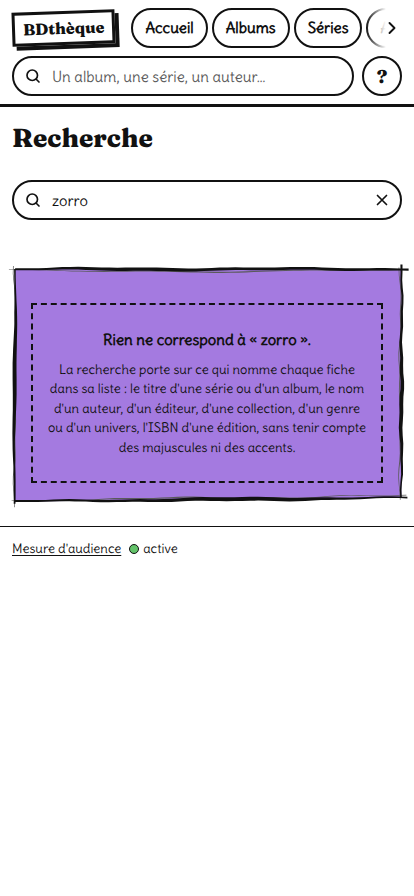 BDthèque
Accueil
Albums
Séries
Un album, une série, un auteur...
?
Recherche
zorro
Rien ne correspond à « zorro ».
La recherche porte sur ce qui nomme chaque fiche
dans sa liste : le titre d'une série ou d'un album, le nom
d'un auteur, d'un éditeur, d'une collection, d'un genre
ou d'un univers, l'ISBN d'une édition, sans tenir compte
des majuscules ni des accents.
Mesure d'audience
active